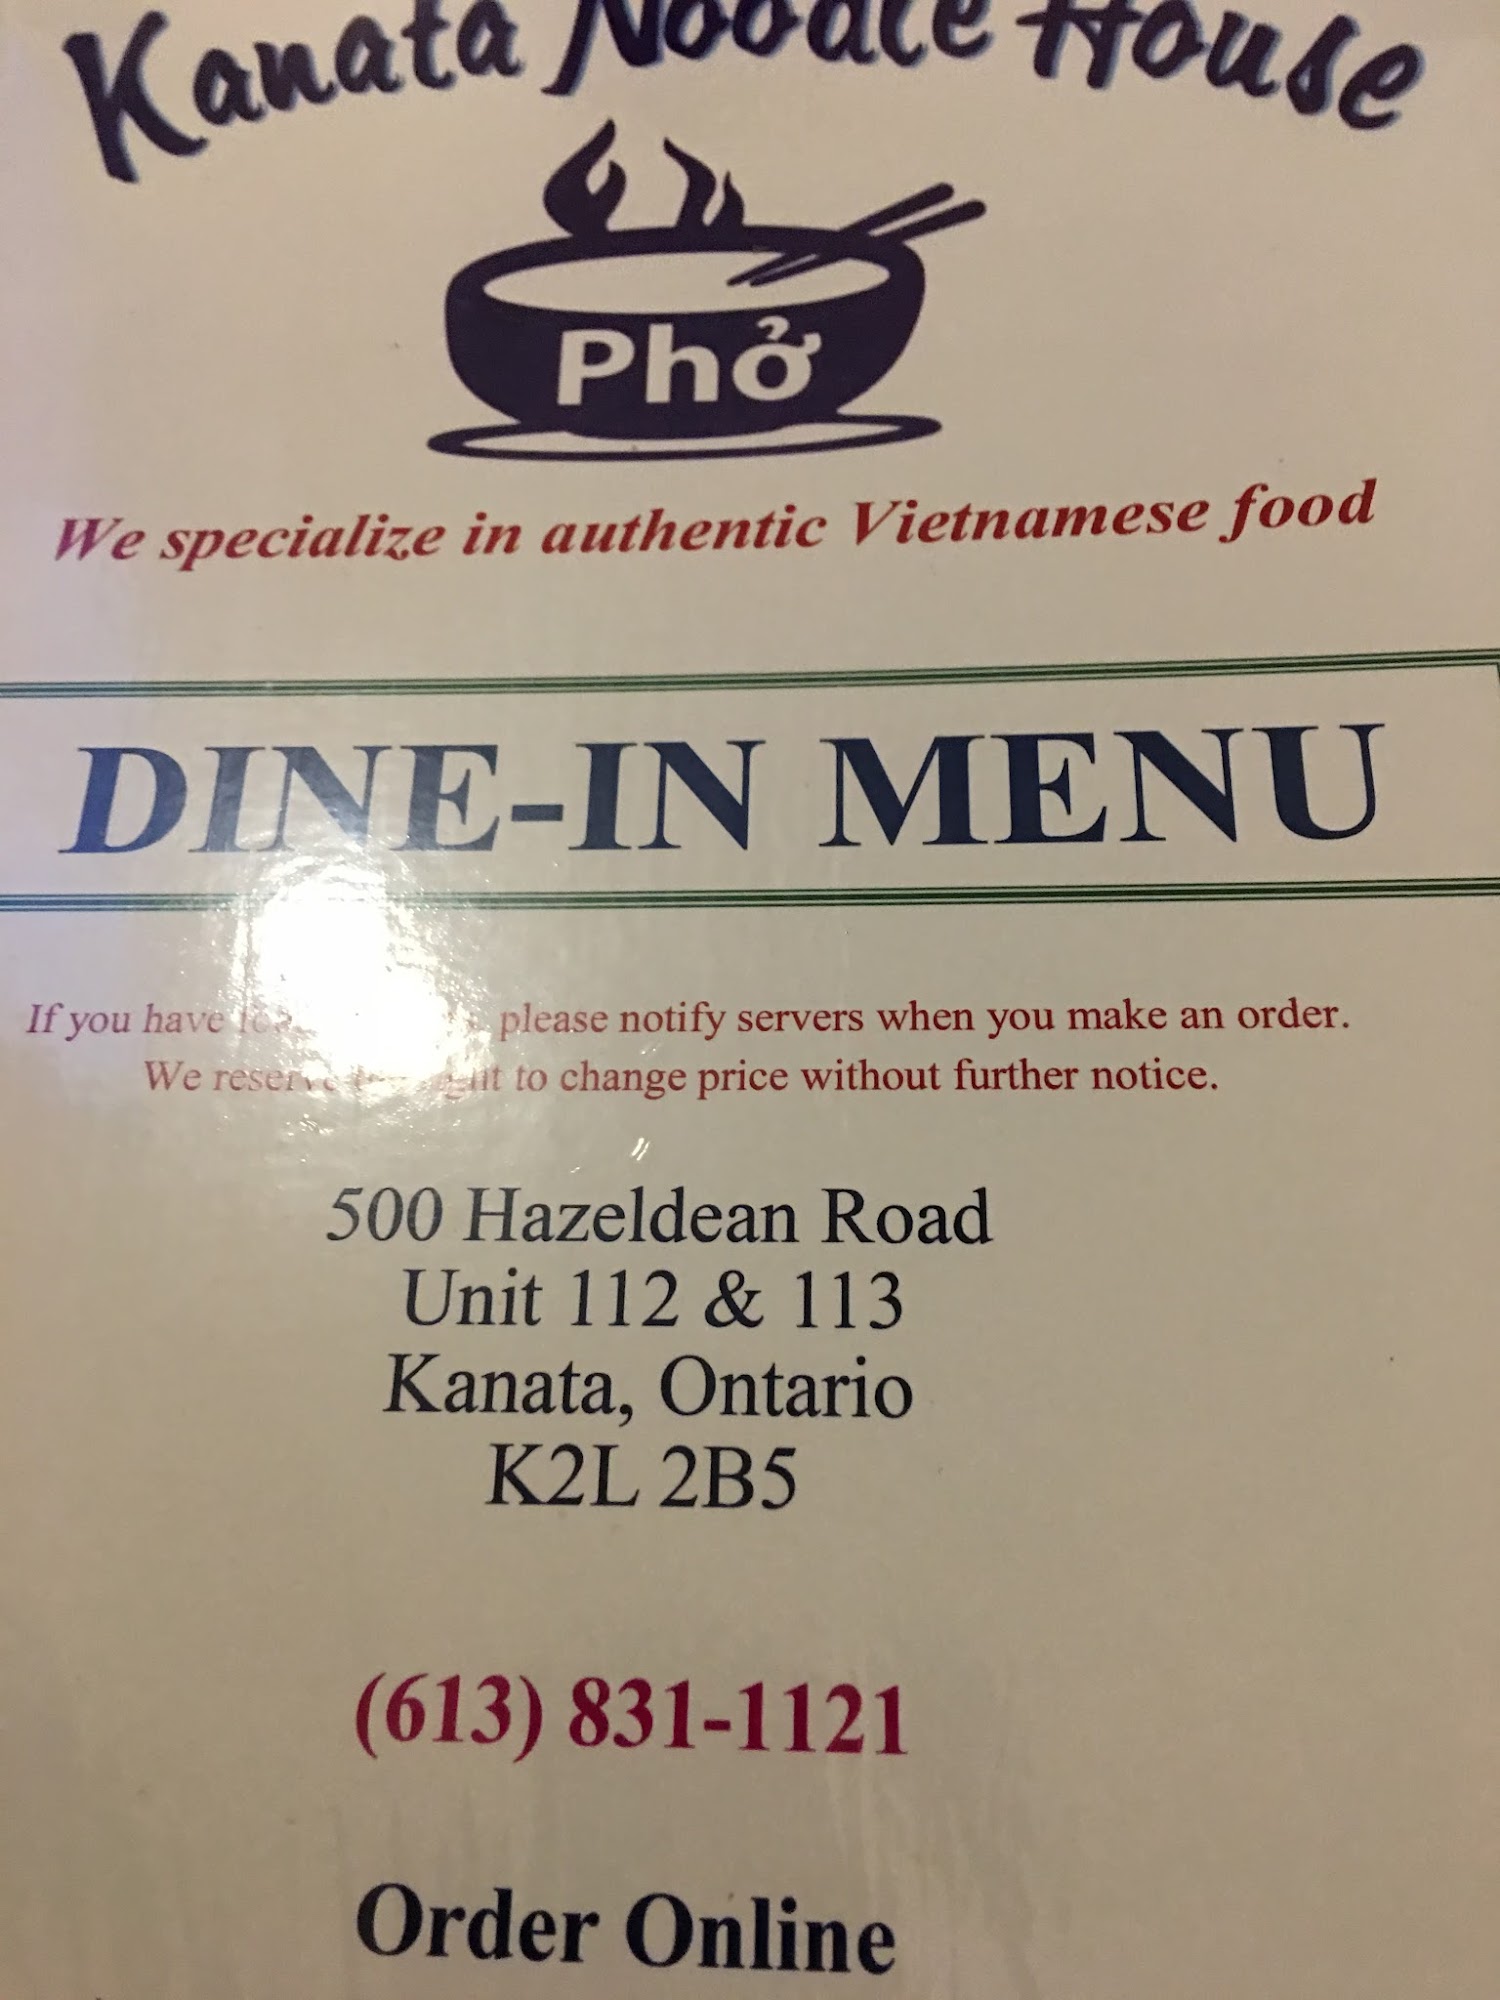 Kanata Noodle House
Phở
We specialize in authentic Vietnamese food
DINE-IN MENU
If you have please notify servers when you make an order.
We reserve right to change price without further notice.
500 Hazeldean Road
Unit 112 & 113
Kanata, Ontario
K2L 2B5
(613) 831-1121
Order Online